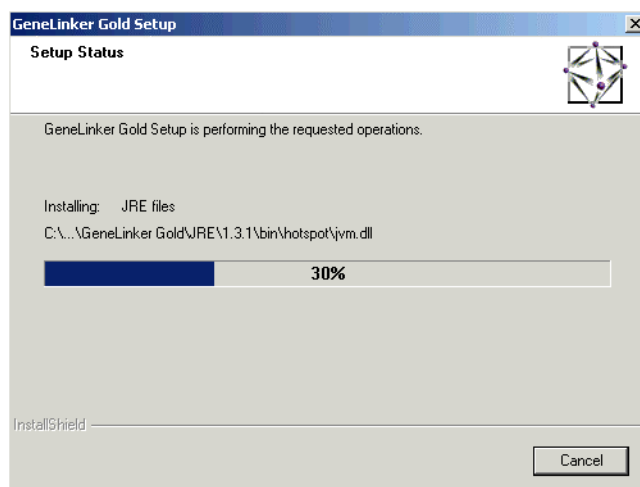 GeneLinker Gold Setup
Setup Status
GeneLinker Gold Setup is performing the requested operations.
Installing: JRE files
C:\...\GeneLinker Gold\JRE\1.3.1\bin\hotspot\jvm.dll
30%
InstallShield
Cancel